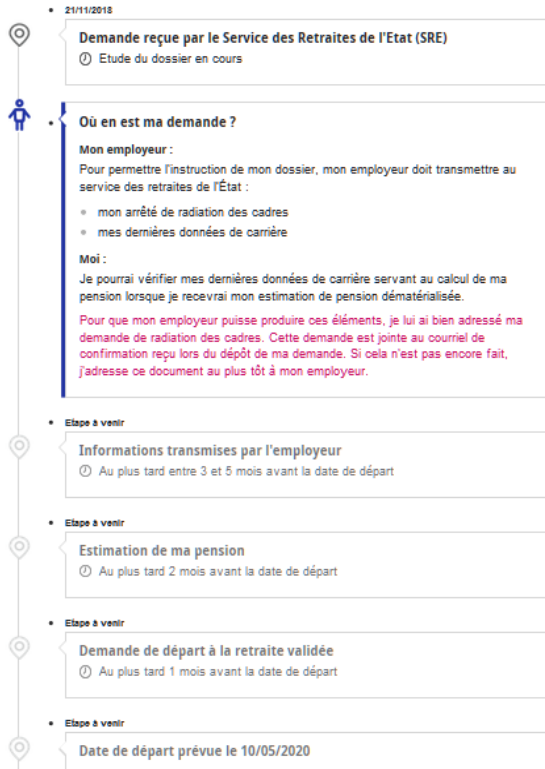 21/11/2018
Demande reçue par le Service des Retraites de l'Etat (SRE)
Etude du dossier en cours
Où en est ma demande ?
Mon employeur :
Pour permettre l'instruction de mon dossier, mon employeur doit transmettre au
service des retraites de l'État :
mon arrêté de radiation des cadres
mes dernières données de carrière
Moi :
Je pourrai vérifier mes dernières données de carrière servant au calcul de ma
pension lorsque je recevrai mon estimation de pension dématérialisée.
Pour que mon employeur puisse produire ces éléments, je lui ai bien adressé ma
demande de radiation des cadres. Cette demande est jointe au courriel de
confirmation reçu lors du dépôt de ma demande. Si cela n'est pas encore fait,
j'adresse ce document au plus tôt à mon employeur.
Etape à venir
Informations transmises par l'employeur
Au plus tard entre 3 et 5 mois avant la date de départ
Etape à venir
Estimation de ma pension
Au plus tard 2 mois avant la date de départ
Etape à venir
Demande de départ à la retraite validée
Au plus tard 1 mois avant la date de départ
Etape à venir
Date de départ prévue le 10/05/2020